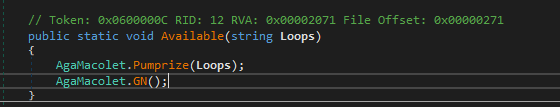 // Token: 0x0600000C RID: 12 RVA: 0x00002071 File Offset: 0x00000271
public static void Available(string Loops)
{
AgaMacolet.Pumprize(Loops);
AgaMacolet.GN();
}